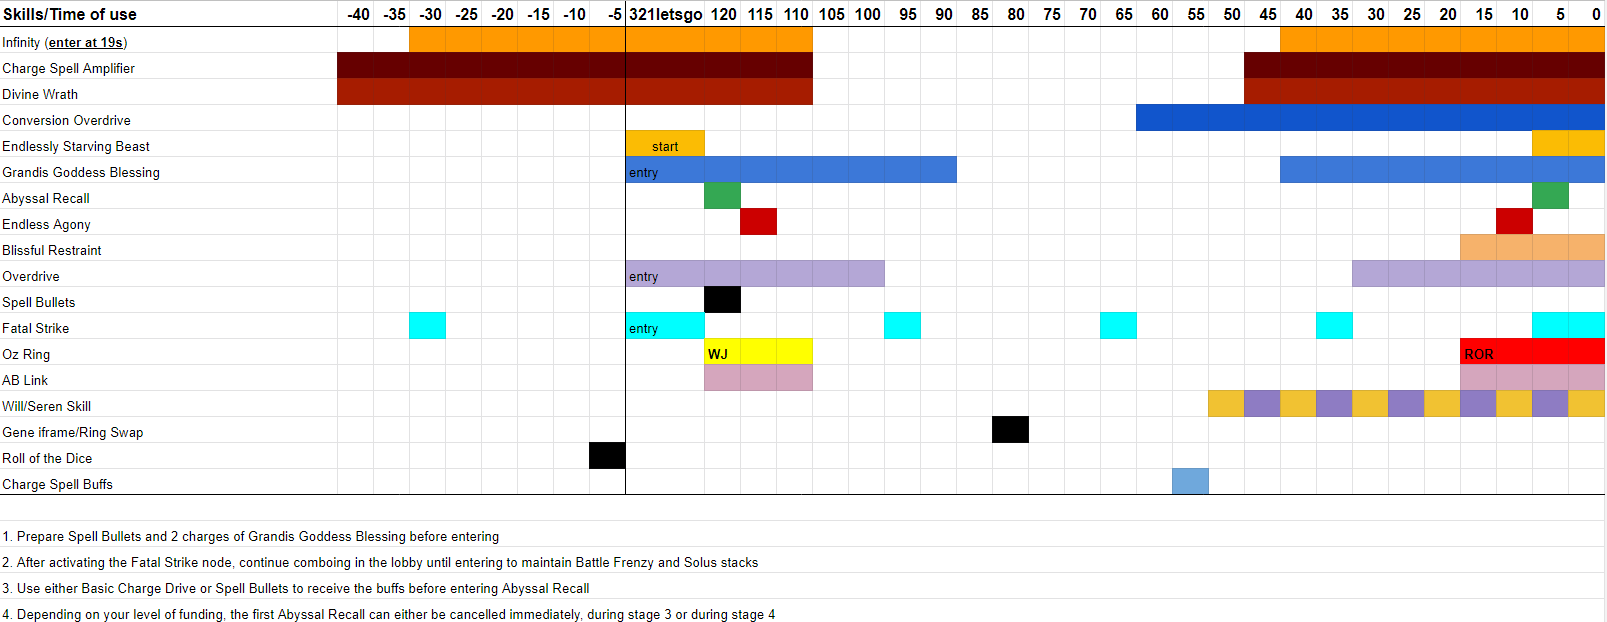 Skills/Time of use -40 -35 -30 -25 -20 -15 -10 -5 321letsgo 120 115 110 105 100 95 90 85 80 75 70 65 60 55 50 45 40 35 30 25 20 15 10 5 0
Infinity (enter at 19s)
Charge Spell Amplifier
Divine Wrath
Conversion Overdrive
Endlessly Starving Beast start
Grandis Goddess Blessing entry
Abyssal Recall
Endless Agony
Blissful Restraint
Overdrive entry
Spell Bullets
Fatal Strike entry
Oz Ring WJ ROR
AB Link
Will/Seren Skill
Gene iframe/Ring Swap
Roll of the Dice
Charge Spell Buffs
1. Prepare Spell Bullets and 2 charges of Grandis Goddess Blessing before entering
2. After activating the Fatal Strike node, continue comboing in the lobby until entering to maintain Battle Frenzy and Solus stacks
3. Use either Basic Charge Drive or Spell Bullets to receive the buffs before entering Abyssal Recall
4. Depending on your level of funding, the first Abyssal Recall can either be cancelled immediately, during stage 3 or during stage 4